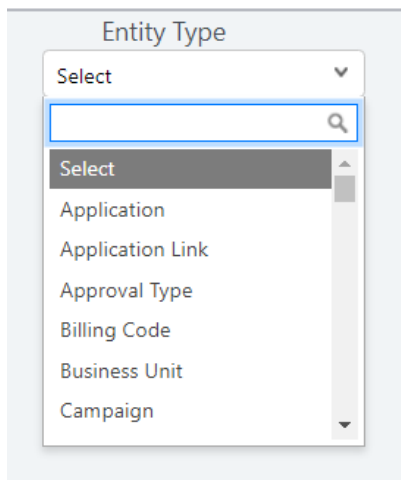 Entity Type
Select
Select
Application
Application Link
Approval Type
Billing Code
Business Unit
Campaign